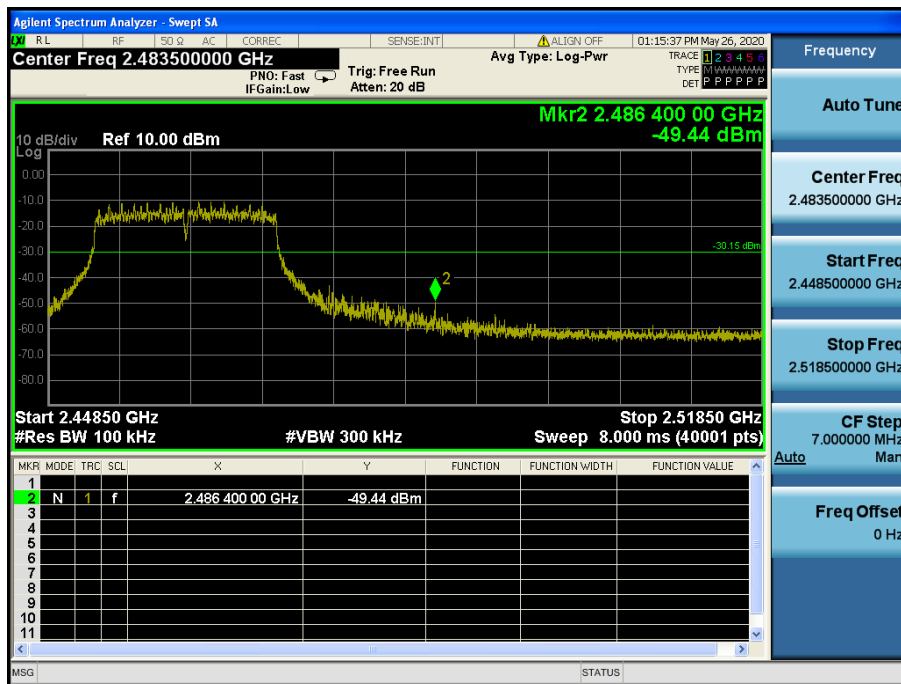 Agilent Spectrum Analyzer - Swept SA
LXI RL RF 50 Ω AC CORREC SENSE:INT ALIGN OFF 01:15:37 PM May 26, 2020
Center Freq 2.483500000 GHz
PNO: Fast
IFGain:Low
Trig: Free Run
Atten: 20 dB
Avg Type: Log-Pwr
TRACE 1 2 3 4 5 6
TYPE M W W W W W
DET P P P P P P
Mkr2 2.486 400 00 GHz
-49.44 dBm
10 dB/div Ref 10.00 dBm
Log
0.00
-10.0
-20.0
-30.0
-30.15 dBm
-40.0
2
-50.0
-60.0
-70.0
-80.0
Start 2.44850 GHz Stop 2.51850 GHz
#Res BW 100 kHz #VBW 300 kHz Sweep 8.000 ms (40001 pts)
MKR MODE TRC SCL X Y FUNCTION FUNCTION WIDTH FUNCTION VALUE
1
2 N 1 f 2.486 400 00 GHz -49.44 dBm
3
4
5
6
7
8
9
10
11
MSG STATUS
Frequency
Auto Tune
Center Freq
2.483500000 GHz
Start Freq
2.448500000 GHz
Stop Freq
2.518500000 GHz
CF Step
7.000000 MHz
Auto Man
Freq Offset
0 Hz